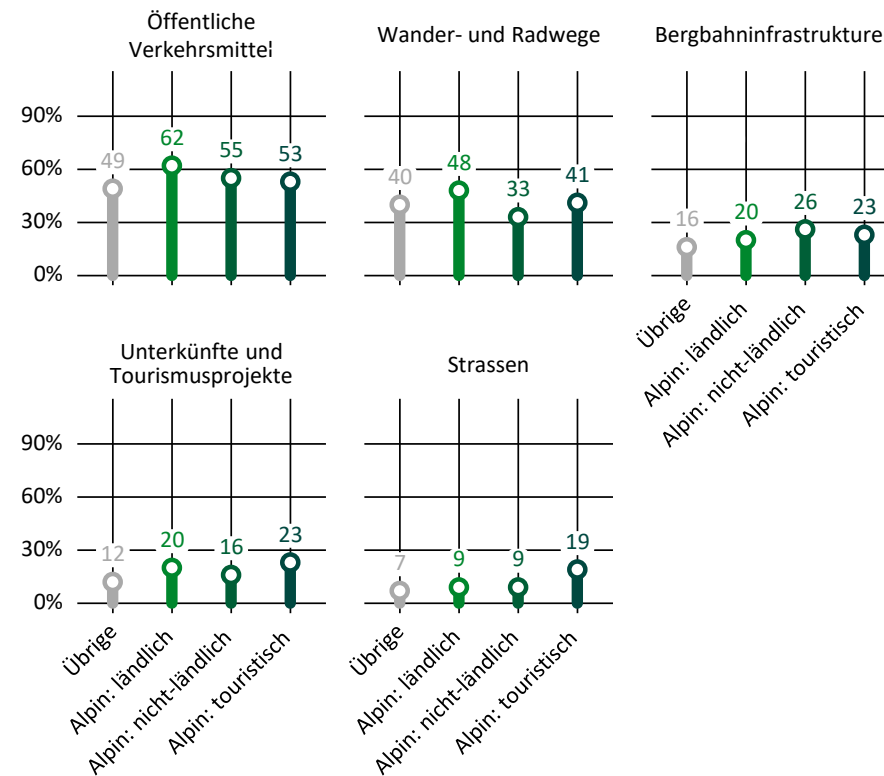 Öffentliche
Verkehrsmittel
Wander- und Radwege
Bergbahninfrastrukture
90%
60%
30%
0%
49
62
55
53
40
48
33
41
16
20
26
23
Übrige
Alpin: ländlich
Alpin: nicht-ländlich
Alpin: touristisch
Unterkünfte und
Tourismusprojekte
Strassen
90%
60%
30%
0%
12
20
16
23
7
9
9
19
Übrige
Alpin: ländlich
Alpin: nicht-ländlich
Alpin: touristisch
Übrige
Alpin: ländlich
Alpin: nicht-ländlich
Alpin: touristisch